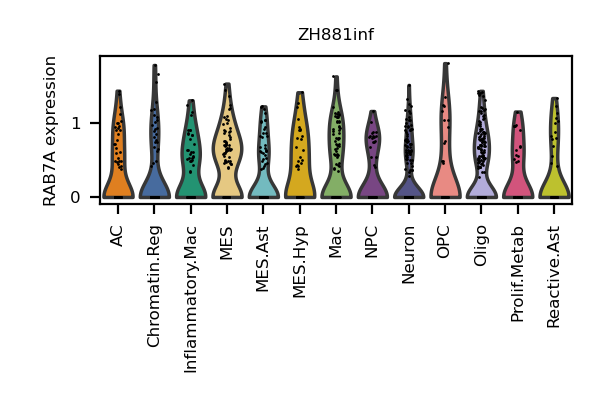 ZH881inf
RAB7A expression
1
0
AC
Chromatin.Reg
Inflammatory.Mac
MES
MES.Ast
MES.Hyp
Mac
NPC
Neuron
OPC
Oligo
Prolif.Metab
Reactive.Ast